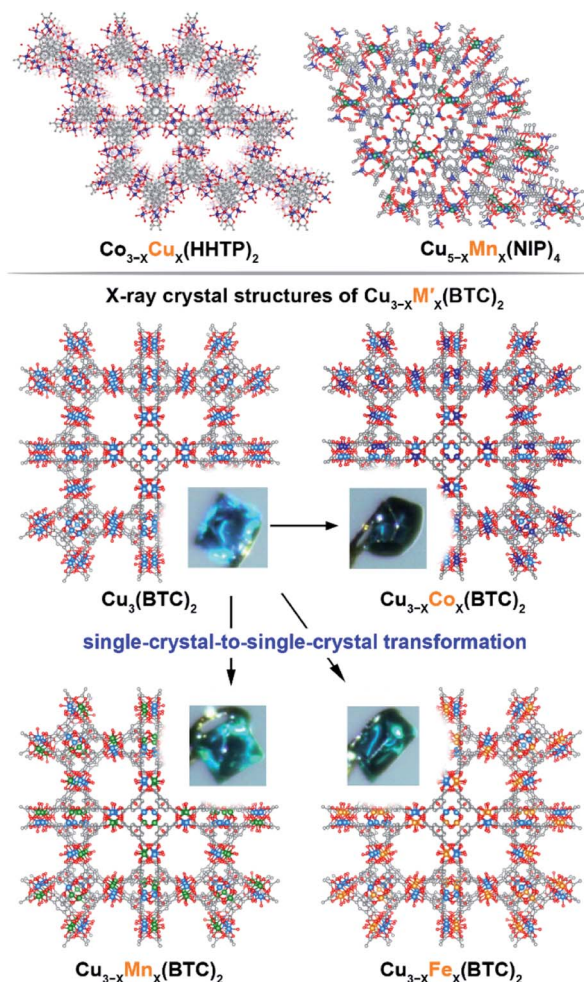 Co₃₋ₓCuₓ(HHTP)₂
Cu₅₋ₓMnₓ(NIP)₄
X-ray crystal structures of Cu₃₋ₓM′ₓ(BTC)₂
Cu₃(BTC)₂
Cu₃₋ₓCoₓ(BTC)₂
single-crystal-to-single-crystal transformation
Cu₃₋ₓMnₓ(BTC)₂
Cu₃₋ₓFeₓ(BTC)₂